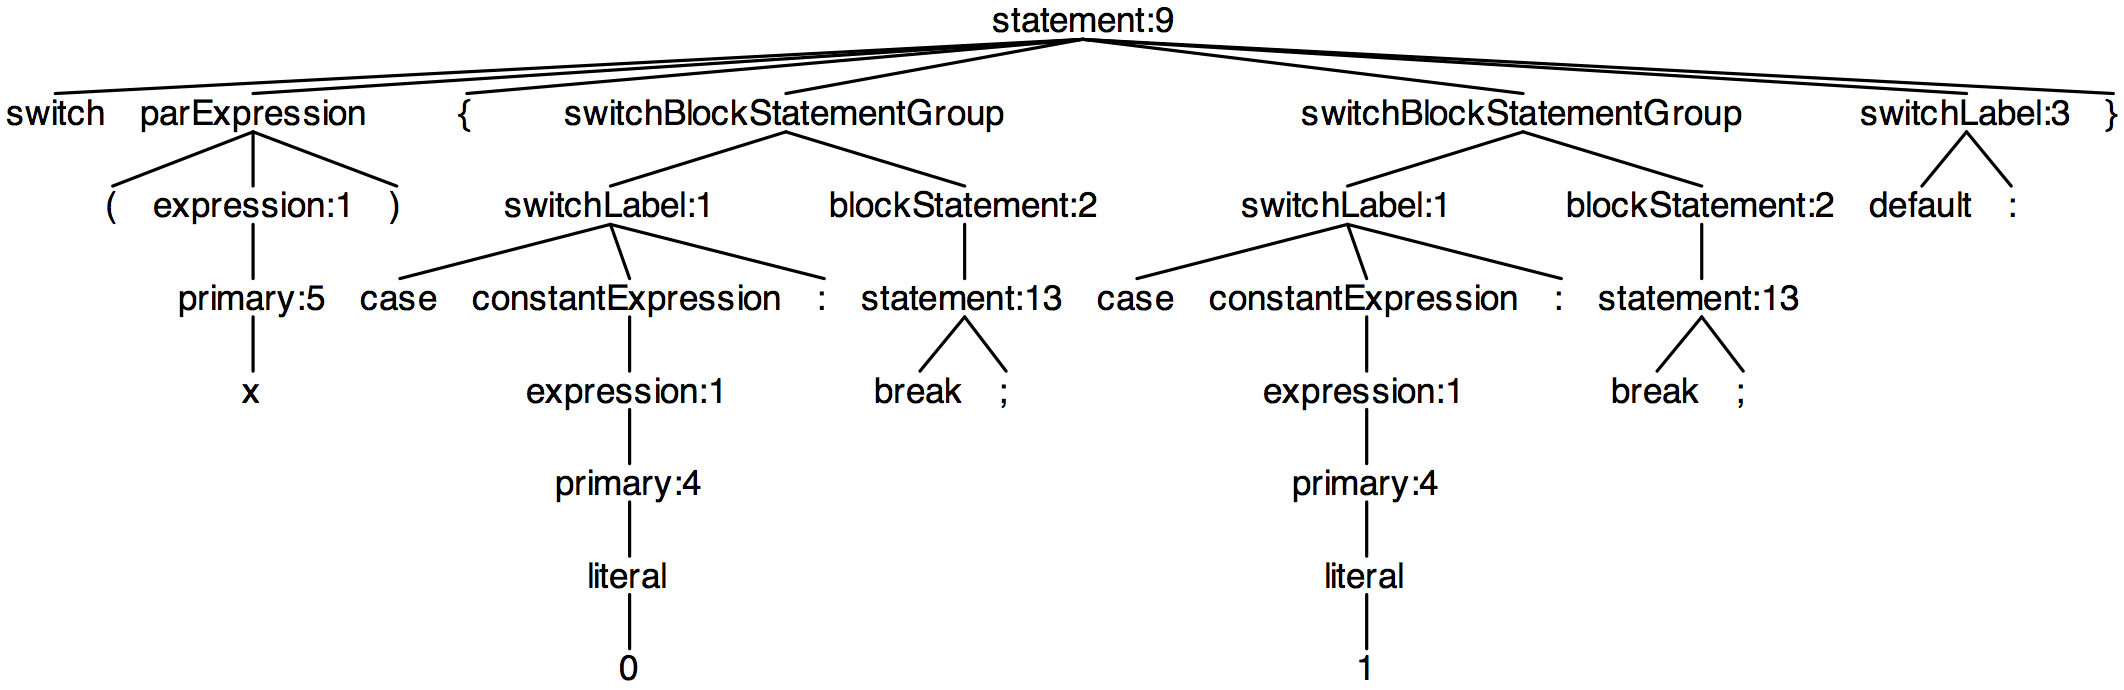 statement:9
switch parExpression { switchBlockStatementGroup switchBlockStatementGroup switchLabel:3 }
( expression:1 ) switchLabel:1 blockStatement:2 switchLabel:1 blockStatement:2 default :
primary:5 case constantExpression : statement:13 case constantExpression : statement:13
x expression:1 break ; expression:1 break ;
primary:4 primary:4
literal literal
0 1